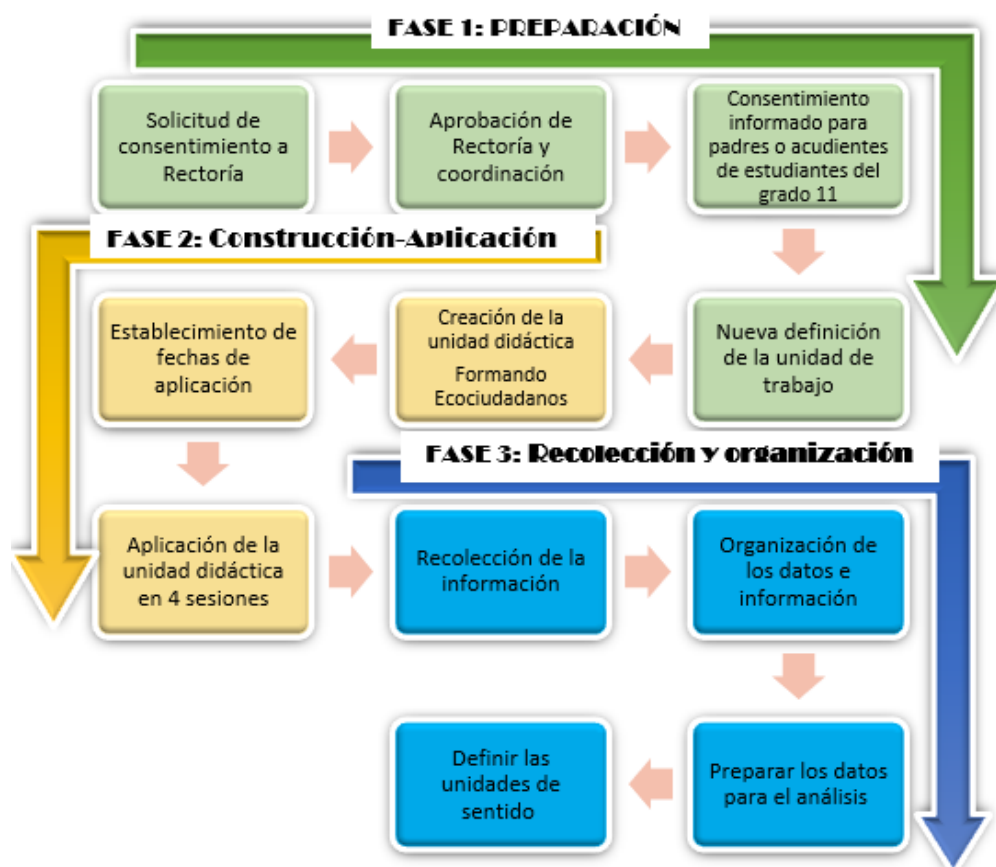 FASE 1: PREPARACIÓN
Solicitud de
consentimiento a
Rectoría
Aprobación de
Rectoría y
coordinación
Consentimiento
informado para
padres o acudientes
de estudiantes del
grado 11
FASE 2: Construcción-Aplicación
Nueva definición
de la unidad de
trabajo
Creación de la
unidad didáctica
Formando
Ecociudadanos
Establecimiento de
fechas de
aplicación
Aplicación de la
unidad didáctica
en 4 sesiones
FASE 3: Recolección y organización
Recolección de la
información
Organización de
los datos e
información
Preparar los datos
para el análisis
Definir las
unidades de
sentido